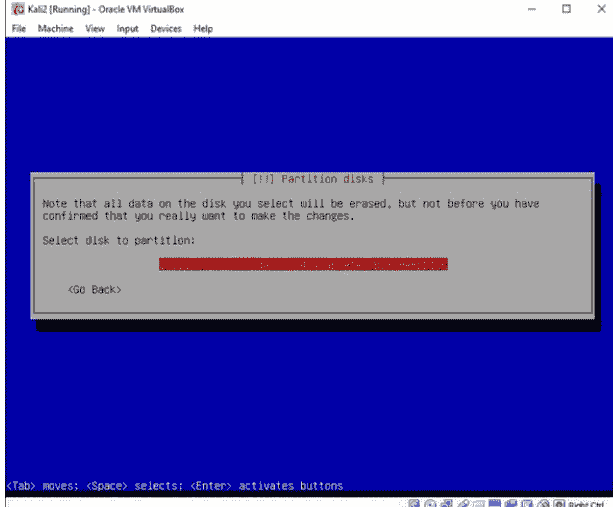 Kali2 [Running] - Oracle VM VirtualBox
File Machine View Input Devices Help
[!!] Partition disks
Note that all data on the disk you select will be erased, but not before you have
confirmed that you really want to make the changes.
Select disk to partition:
<Go Back>
<Tab> moves; <Space> selects; <Enter> activates buttons
Right Ctrl